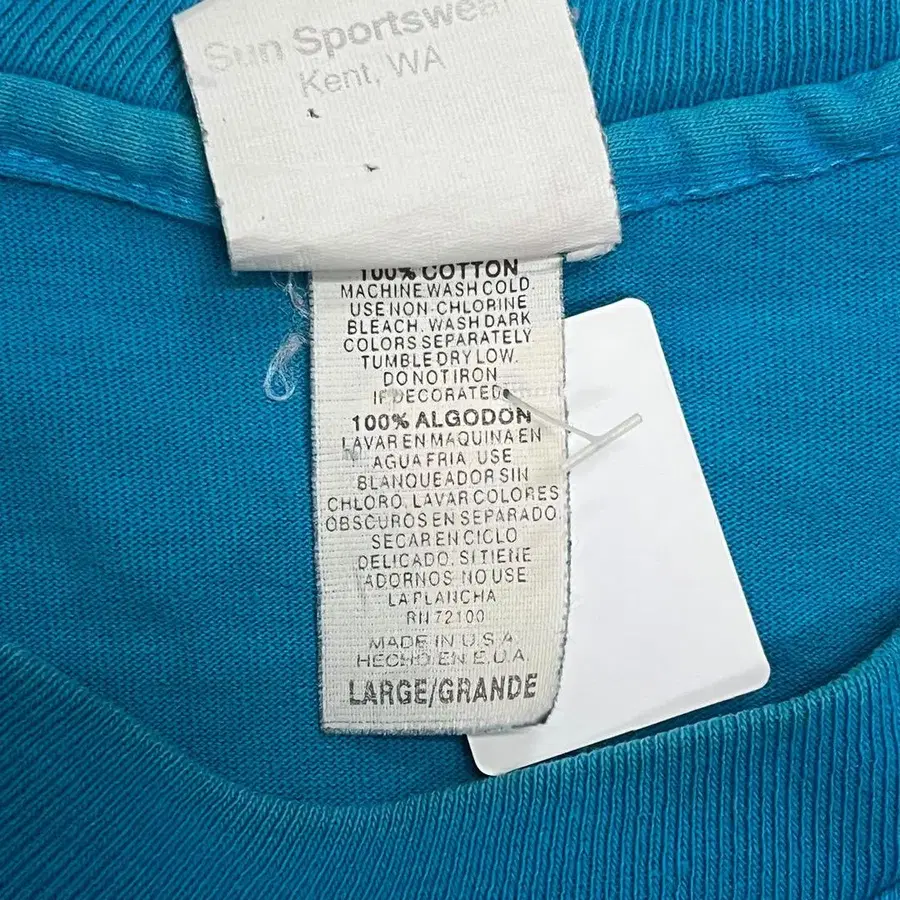 Sun Sportswear
Kent, WA
100% COTTON
MACHINE WASH COLD.
USE NON-CHLORINE
BLEACH. WASH DARK
COLORS SEPARATELY
TUMBLE DRY LOW.
DO NOT IRON
IF DECORATED.
100% ALGODON
LAVAR EN MAQUINA EN
AGUA FRIA. USE
BLANQUEADOR SIN
CHLORO. LAVAR COLORES
OBSCUROS EN SEPARADO.
SECAR EN CICLO
DELICADO. SI TIENE
ADORNOS. NO USE
LA PLANCHA
RN 72100
MADE IN U.S.A.
HECHO EN E.U.A.
LARGE/GRANDE